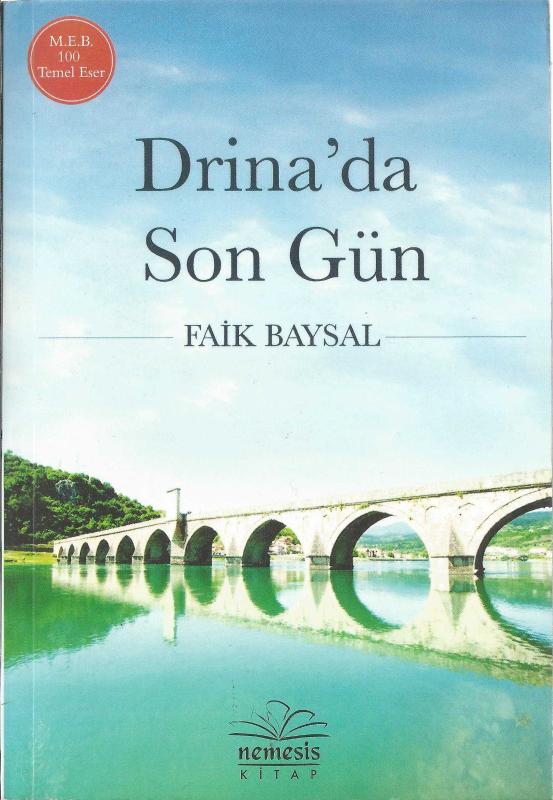 M.E.B.
100
Temel Eser
Drina'da
Son Gün
FAİK BAYSAL
nemesis
KİTAP